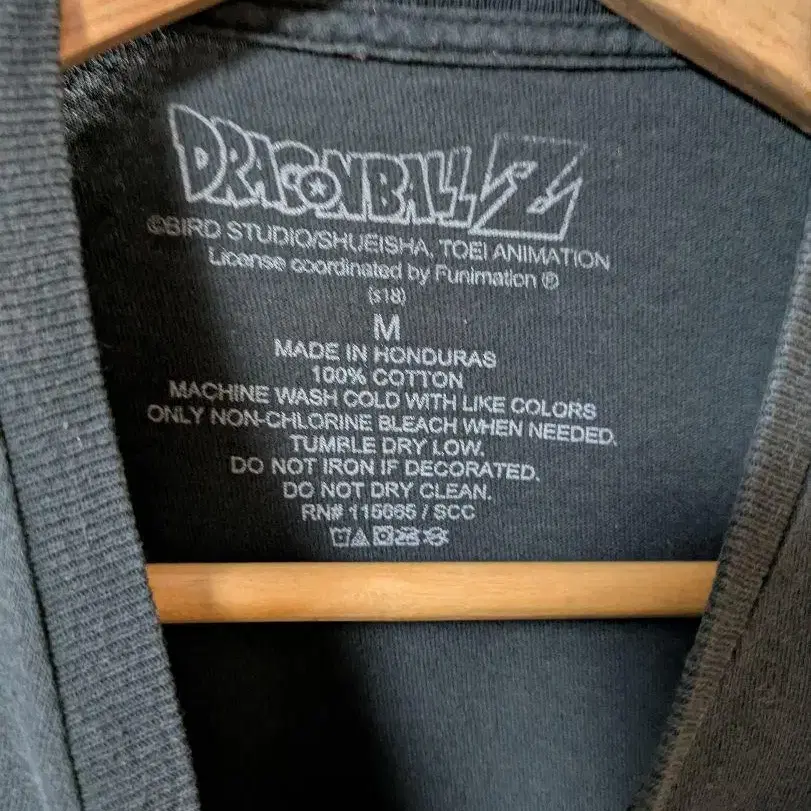 DRAGONBALL Z
©BIRD STUDIO/SHUEISHA, TOEI ANIMATION
License coordinated by Funimation ®
(s18)
M
MADE IN HONDURAS
100% COTTON
MACHINE WASH COLD WITH LIKE COLORS
ONLY NON-CHLORINE BLEACH WHEN NEEDED.
TUMBLE DRY LOW.
DO NOT IRON IF DECORATED.
DO NOT DRY CLEAN.
RN# 115065 / SCC